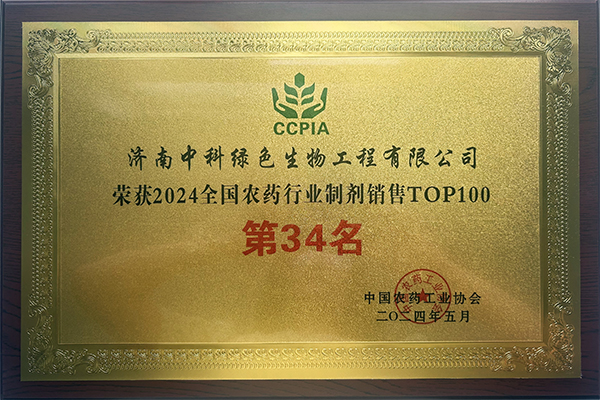 CCPIA
济南中科绿色生物工程有限公司
荣获2024全国农药行业制剂销售TOP100
第34名
中国农药工业协会
二〇二四年五月